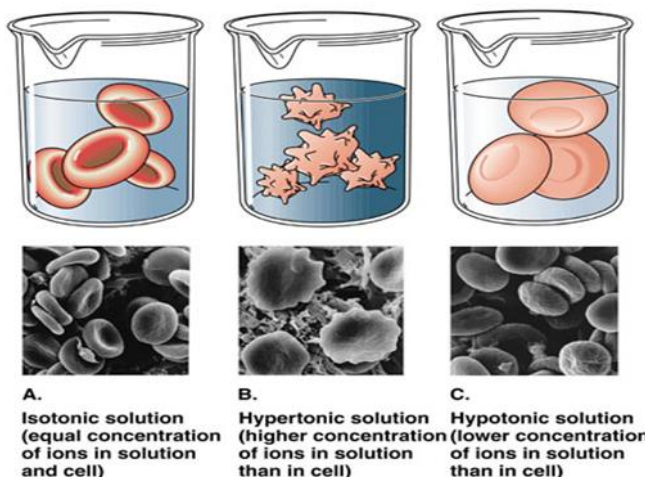 A.
Isotonic solution
(equal concentration
of ions in solution
and cell)
B.
Hypertonic solution
(higher concentration
of ions in solution
than in cell)
C.
Hypotonic solution
(lower concentration
of ions in solution
than in cell)